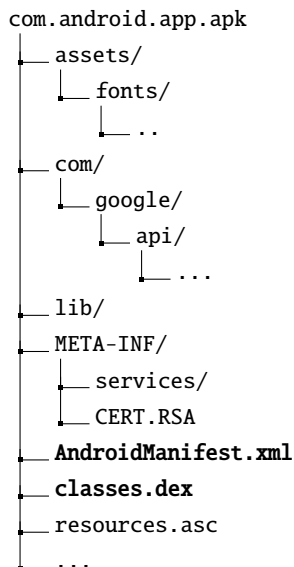 com.android.app.apk
assets/
fonts/
..
com/
google/
api/
...
lib/
META-INF/
services/
CERT.RSA
AndroidManifest.xml
classes.dex
resources.asc
...